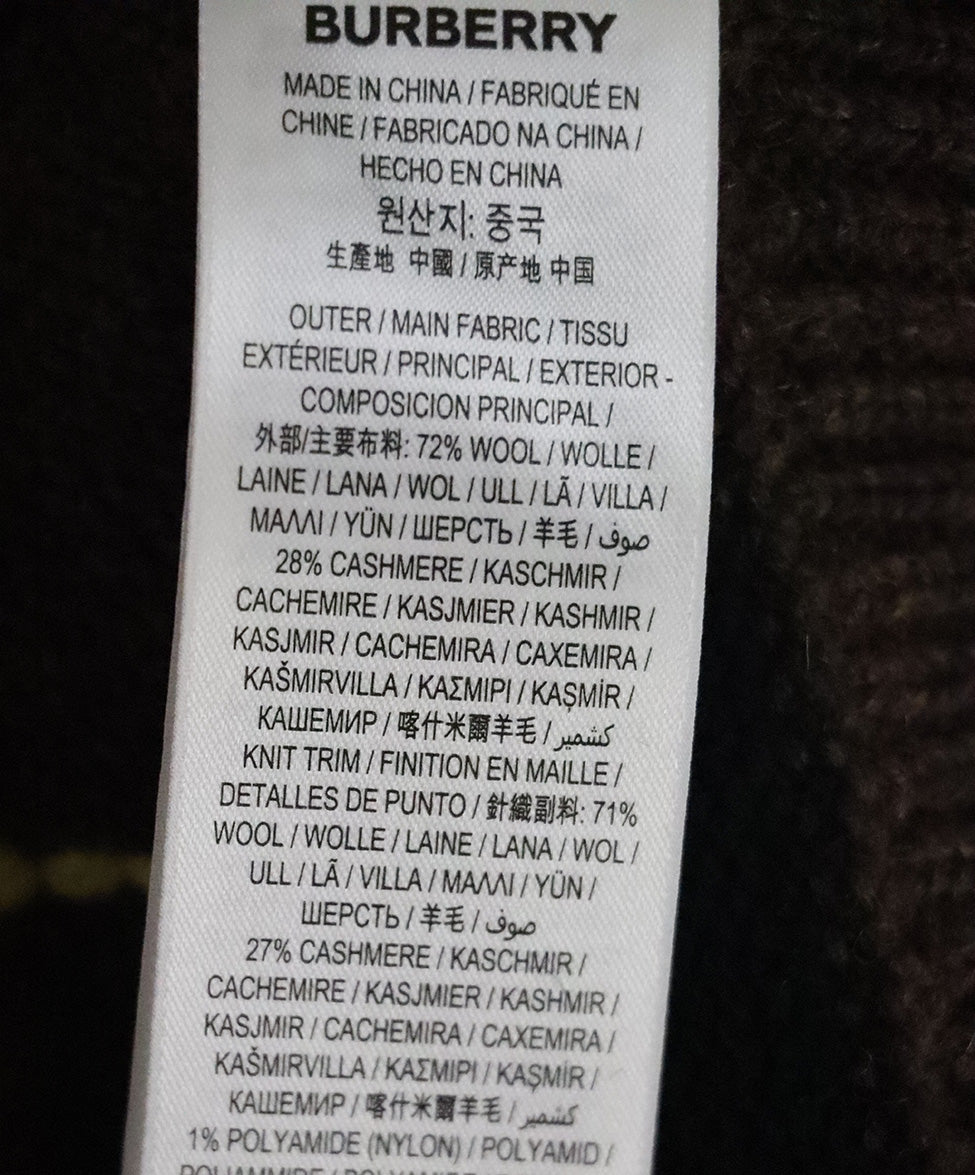 BURBERRY
MADE IN CHINA / FABRIQUÉ EN
CHINE / FABRICADO NA CHINA /
HECHO EN CHINA
원산지: 중국
生產地 中國 / 原产地 中国
OUTER / MAIN FABRIC / TISSU
EXTÉRIEUR / PRINCIPAL / EXTERIOR -
COMPOSICION PRINCIPAL /
外部/主要布料: 72% WOOL / WOLLE /
LAINE / LANA / WOL / ULL / LÃ / VILLA /
ΜΑΛΛΙ / YÜN / ШЕРСТЬ / 羊毛 / صوف
28% CASHMERE / KASCHMIR /
CACHEMIRE / KASJMIER / KASHMIR /
KASJMIR / CACHEMIRA / CAXEMIRA /
KAŠMIRVILLA / ΚΑΣΜΙΡΙ / KAŞMİR /
КАШЕМИР / 喀什米爾羊毛 / كشمير
KNIT TRIM / FINITION EN MAILLE /
DETALLES DE PUNTO / 針織副料: 71%
WOOL / WOLLE / LAINE / LANA / WOL /
ULL / LÃ / VILLA / ΜΑΛΛΙ / YÜN /
ШЕРСТЬ / 羊毛 / صوف
27% CASHMERE / KASCHMIR /
CACHEMIRE / KASJMIER / KASHMIR /
KASJMIR / CACHEMIRA / CAXEMIRA /
KAŠMIRVILLA / ΚΑΣΜΙΡΙ / KAŞMİR /
КАШЕМИР / 喀什米爾羊毛 / كشمير
1% POLYAMIDE (NYLON) / POLYAMID /